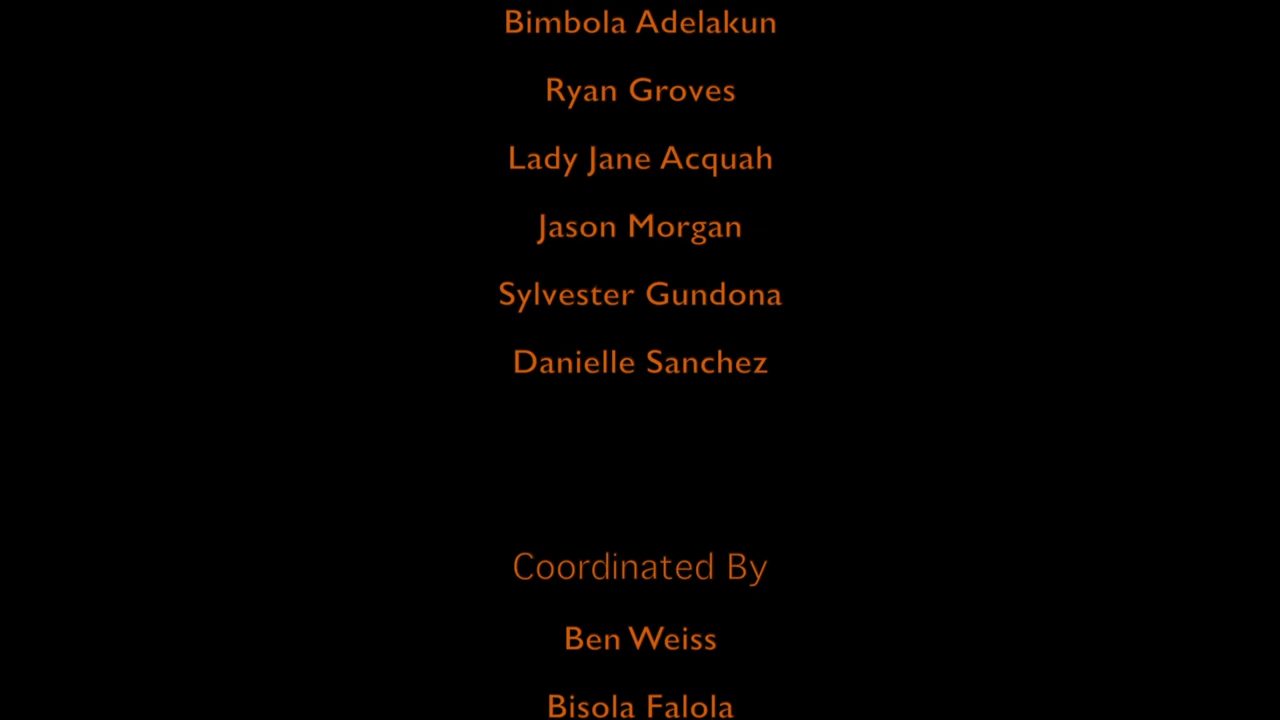 Bimbola Adelakun
Ryan Groves
Lady Jane Acquah
Jason Morgan
Sylvester Gundona
Danielle Sanchez
Coordinated By
Ben Weiss
Bisola Falola